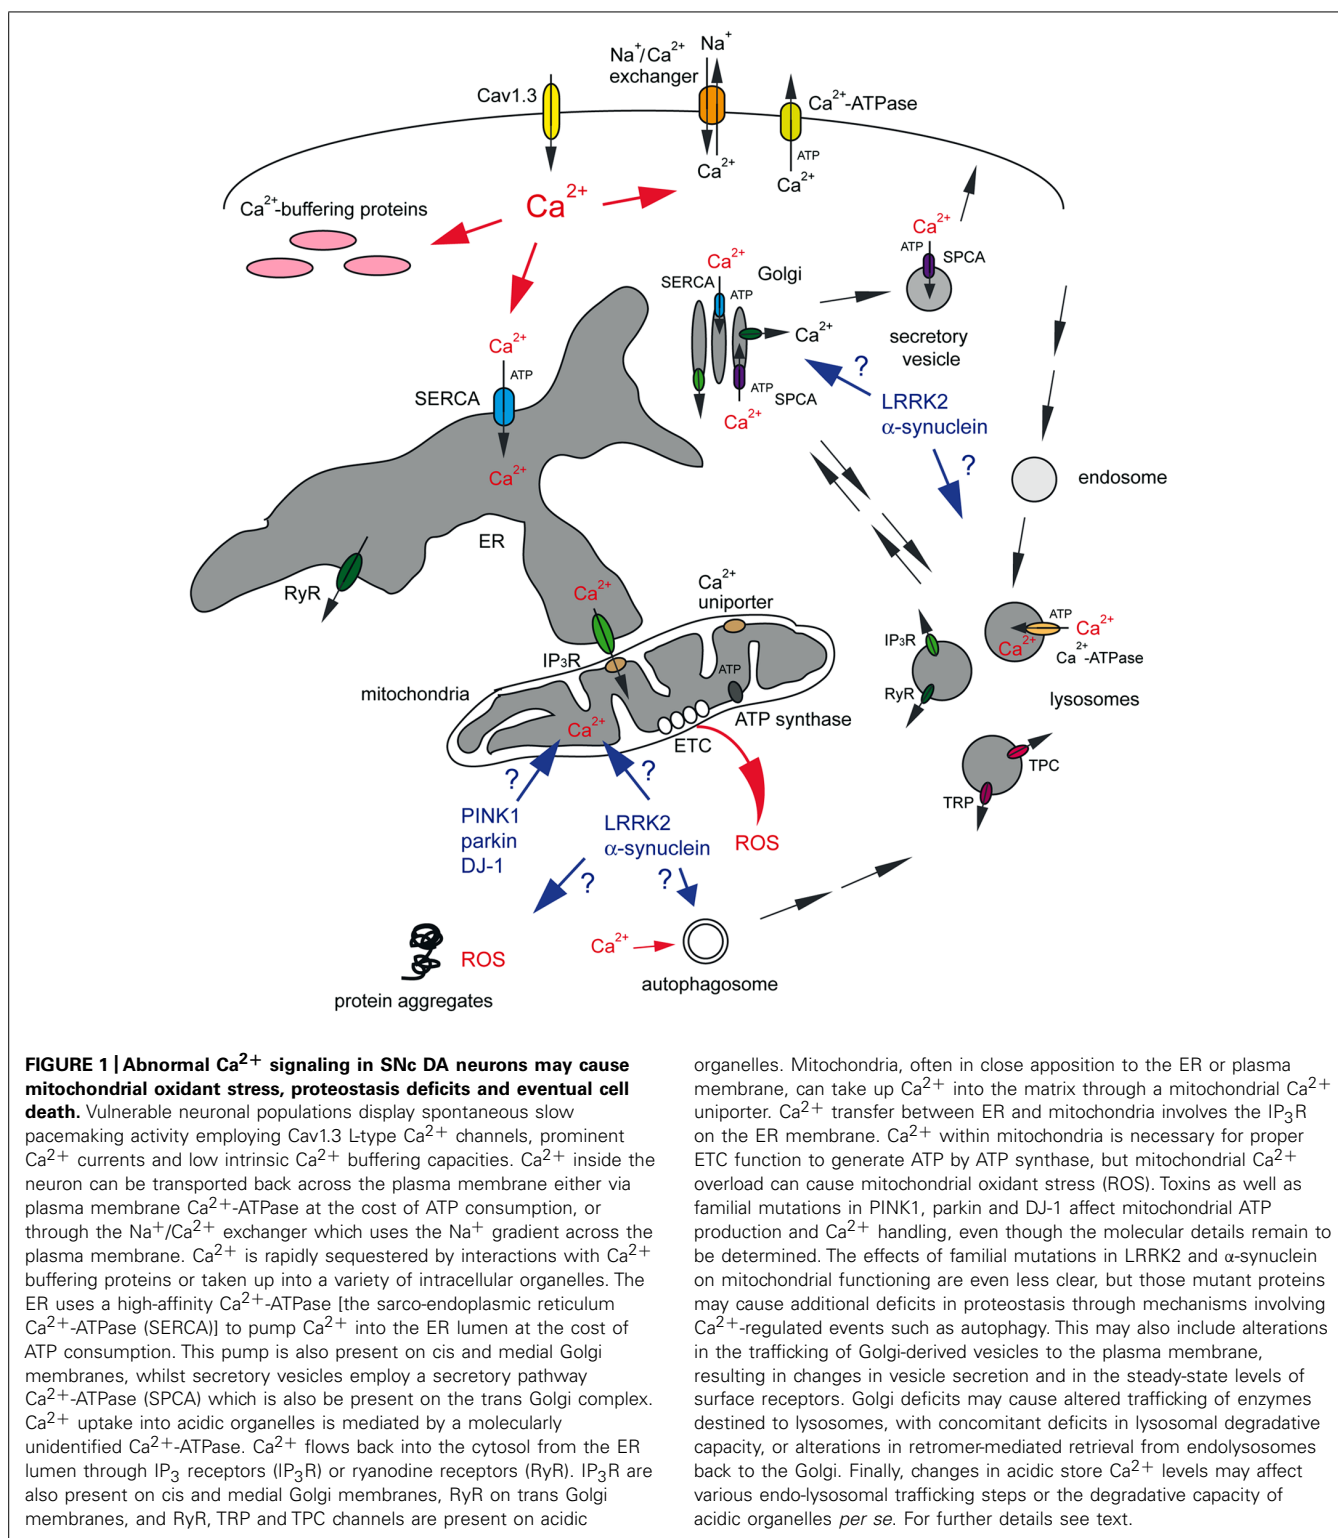 Na⁺/Ca²⁺ exchanger
Na⁺
Cav1.3
Ca²⁺-ATPase
ATP
Ca²⁺
Ca²⁺
Ca²⁺-buffering proteins
Ca²⁺
Ca²⁺
ATP
SPCA
secretory
vesicle
Ca²⁺
SERCA
ATP
Golgi
Ca²⁺
ATP
SPCA
Ca²⁺
?
LRRK2
α-synuclein
?
Ca²⁺
ATP
SERCA
Ca²⁺
ER
RyR
endosome
Ca²⁺
IP₃R
Ca²⁺
uniporter
mitochondria
Ca²⁺
ATP
ATP synthase
ETC
IP₃R
RyR
ATP
Ca²⁺
Ca²⁺
Ca²⁺-ATPase
lysosomes
TPC
TRP
?
?
PINK1
parkin
DJ-1
LRRK2
α-synuclein
ROS
?
?
ROS
protein aggregates
Ca²⁺
autophagosome
FIGURE 1 | Abnormal Ca2+ signaling in SNc DA neurons may cause
mitochondrial oxidant stress, proteostasis deficits and eventual cell
death. Vulnerable neuronal populations display spontaneous slow
pacemaking activity employing Cav1.3 L-type Ca2+ channels, prominent
Ca2+ currents and low intrinsic Ca2+ buffering capacities. Ca2+ inside the
neuron can be transported back across the plasma membrane either via
plasma membrane Ca2+-ATPase at the cost of ATP consumption, or
through the Na+/Ca2+ exchanger which uses the Na+ gradient across the
plasma membrane. Ca2+ is rapidly sequestered by interactions with Ca2+
buffering proteins or taken up into a variety of intracellular organelles. The
ER uses a high-affinity Ca2+-ATPase [the sarco-endoplasmic reticulum
Ca2+-ATPase (SERCA)] to pump Ca2+ into the ER lumen at the cost of
ATP consumption. This pump is also present on cis and medial Golgi
membranes, whilst secretory vesicles employ a secretory pathway
Ca2+-ATPase (SPCA) which is also be present on the trans Golgi complex.
Ca2+ uptake into acidic organelles is mediated by a molecularly
unidentified Ca2+-ATPase. Ca2+ flows back into the cytosol from the ER
lumen through IP3 receptors (IP3R) or ryanodine receptors (RyR). IP3R are
also present on cis and medial Golgi membranes, RyR on trans Golgi
membranes, and RyR, TRP and TPC channels are present on acidic
organelles. Mitochondria, often in close apposition to the ER or plasma
membrane, can take up Ca2+ into the matrix through a mitochondrial Ca2+
uniporter. Ca2+ transfer between ER and mitochondria involves the IP3R
on the ER membrane. Ca2+ within mitochondria is necessary for proper
ETC function to generate ATP by ATP synthase, but mitochondrial Ca2+
overload can cause mitochondrial oxidant stress (ROS). Toxins as well as
familial mutations in PINK1, parkin and DJ-1 affect mitochondrial ATP
production and Ca2+ handling, even though the molecular details remain to
be determined. The effects of familial mutations in LRRK2 and α-synuclein
on mitochondrial functioning are even less clear, but those mutant proteins
may cause additional deficits in proteostasis through mechanisms involving
Ca2+-regulated events such as autophagy. This may also include alterations
in the trafficking of Golgi-derived vesicles to the plasma membrane,
resulting in changes in vesicle secretion and in the steady-state levels of
surface receptors. Golgi deficits may cause altered trafficking of enzymes
destined to lysosomes, with concomitant deficits in lysosomal degradative
capacity, or alterations in retromer-mediated retrieval from endolysosomes
back to the Golgi. Finally, changes in acidic store Ca2+ levels may affect
various endo-lysosomal trafficking steps or the degradative capacity of
acidic organelles per se. For further details see text.